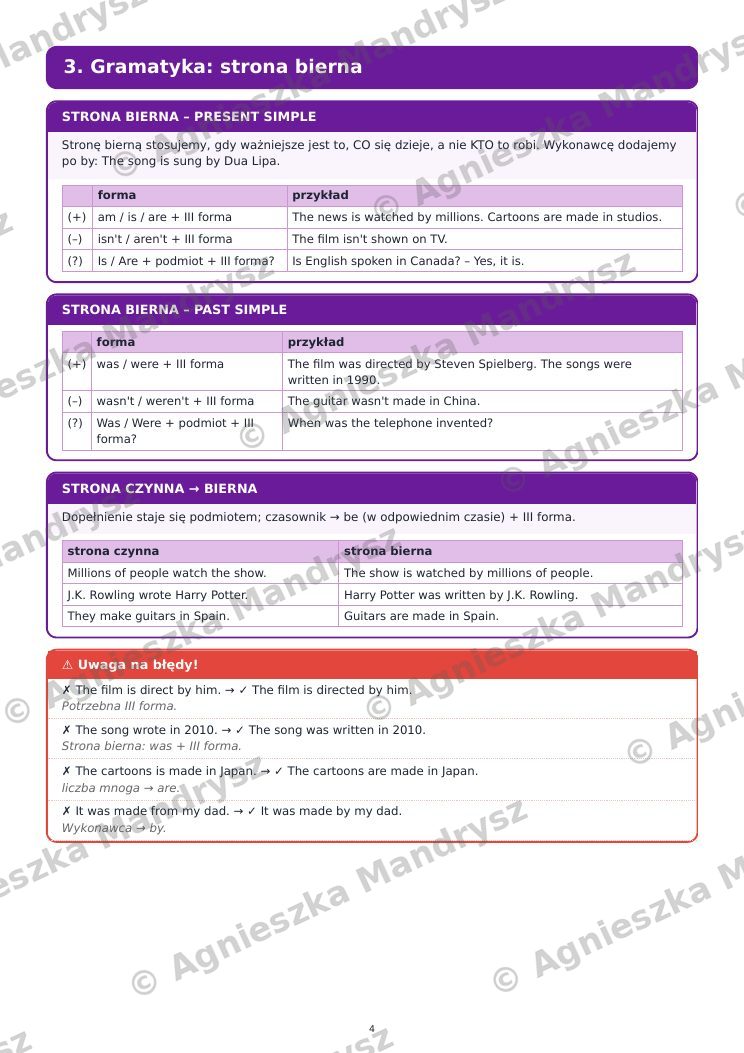 3. Gramatyka: strona bierna
STRONA BIERNA – PRESENT SIMPLE
Stronę bierną stosujemy, gdy ważniejsze jest to, CO się dzieje, a nie KTO to robi. Wykonawcę dodajemy
po by: The song is sung by Dua Lipa.
forma przykład
(+) am / is / are + III forma The news is watched by millions. Cartoons are made in studios.
(–) isn't / aren't + III forma The film isn't shown on TV.
(?) Is / Are + podmiot + III forma? Is English spoken in Canada? – Yes, it is.
STRONA BIERNA – PAST SIMPLE
forma przykład
(+) was / were + III forma The film was directed by Steven Spielberg. The songs were
written in 1990.
(–) wasn't / weren't + III forma The guitar wasn't made in China.
(?) Was / Were + podmiot + III When was the telephone invented?
forma?
STRONA CZYNNA → BIERNA
Dopełnienie staje się podmiotem; czasownik → be (w odpowiednim czasie) + III forma.
strona czynna strona bierna
Millions of people watch the show. The show is watched by millions of people.
J.K. Rowling wrote Harry Potter. Harry Potter was written by J.K. Rowling.
They make guitars in Spain. Guitars are made in Spain.
⚠ Uwaga na błędy!
✗ The film is direct by him. → ✓ The film is directed by him.
Potrzebna III forma.
✗ The song wrote in 2010. → ✓ The song was written in 2010.
Strona bierna: was + III forma.
✗ The cartoons is made in Japan. → ✓ The cartoons are made in Japan.
liczba mnoga → are.
✗ It was made from my dad. → ✓ It was made by my dad.
Wykonawca → by.
© Agnieszka Mandrysz
4